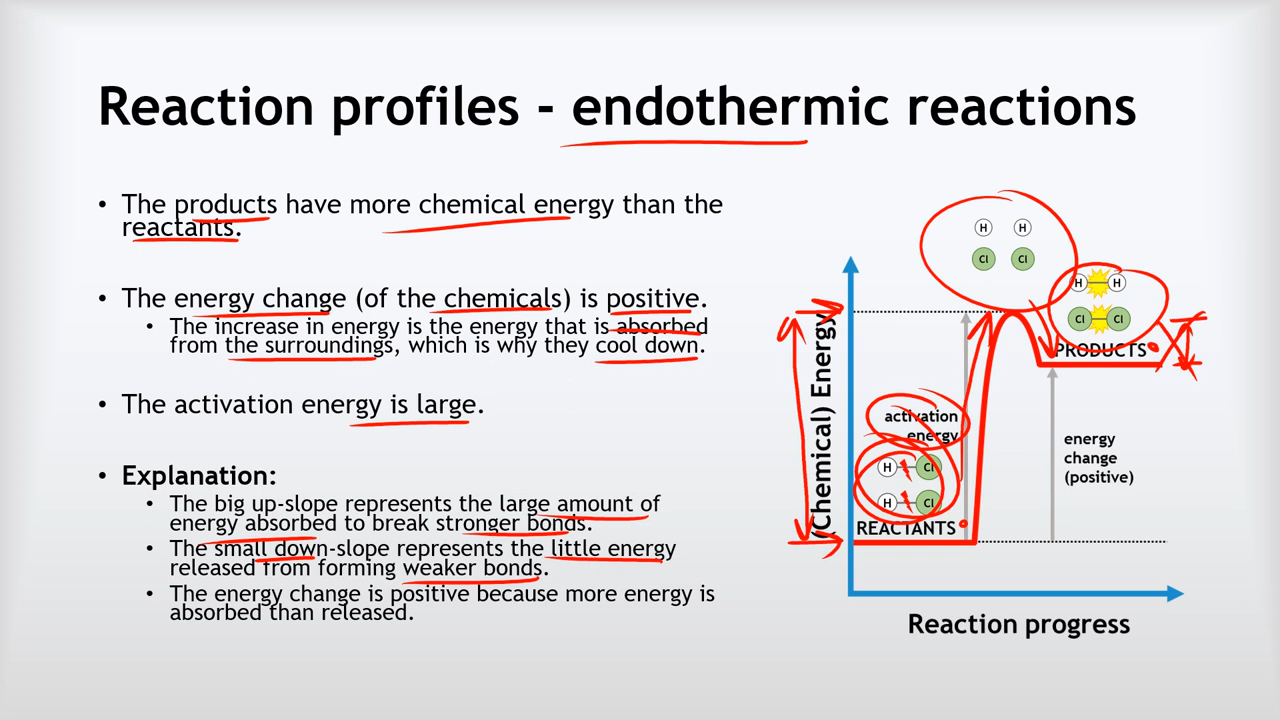 Reaction profiles - endothermic reactions
• The products have more chemical energy than the
reactants.
• The energy change (of the chemicals) is positive.
• The increase in energy is the energy that is absorbed
from the surroundings, which is why they cool down.
• The activation energy is large.
• Explanation:
• The big up-slope represents the large amount of
energy absorbed to break stronger bonds.
• The small down-slope represents the little energy
released from forming weaker bonds.
• The energy change is positive because more energy is
absorbed than released.
(Chemical) Energy
H H
Cl Cl
H H
Cl Cl
PRODUCTS
activation
energy
H Cl
H Cl
REACTANTS
energy
change
(positive)
Reaction progress